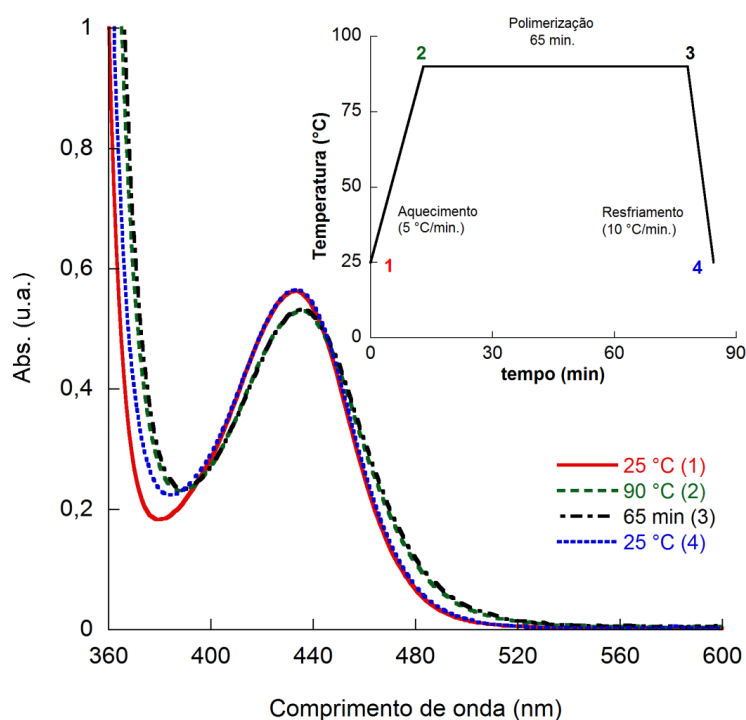 Polimerização
65 min.
100
75
50
25
0
Temperatura (°C)
2
3
Aquecimento
(5 °C/min.)
Resfriamento
(10 °C/min.)
1
4
0
30
60
90
tempo (min)
1
0,8
0,6
0,4
0,2
0
Abs. (u.a.)
25 °C (1)
90 °C (2)
65 min (3)
25 °C (4)
360
400
440
480
520
560
600
Comprimento de onda (nm)